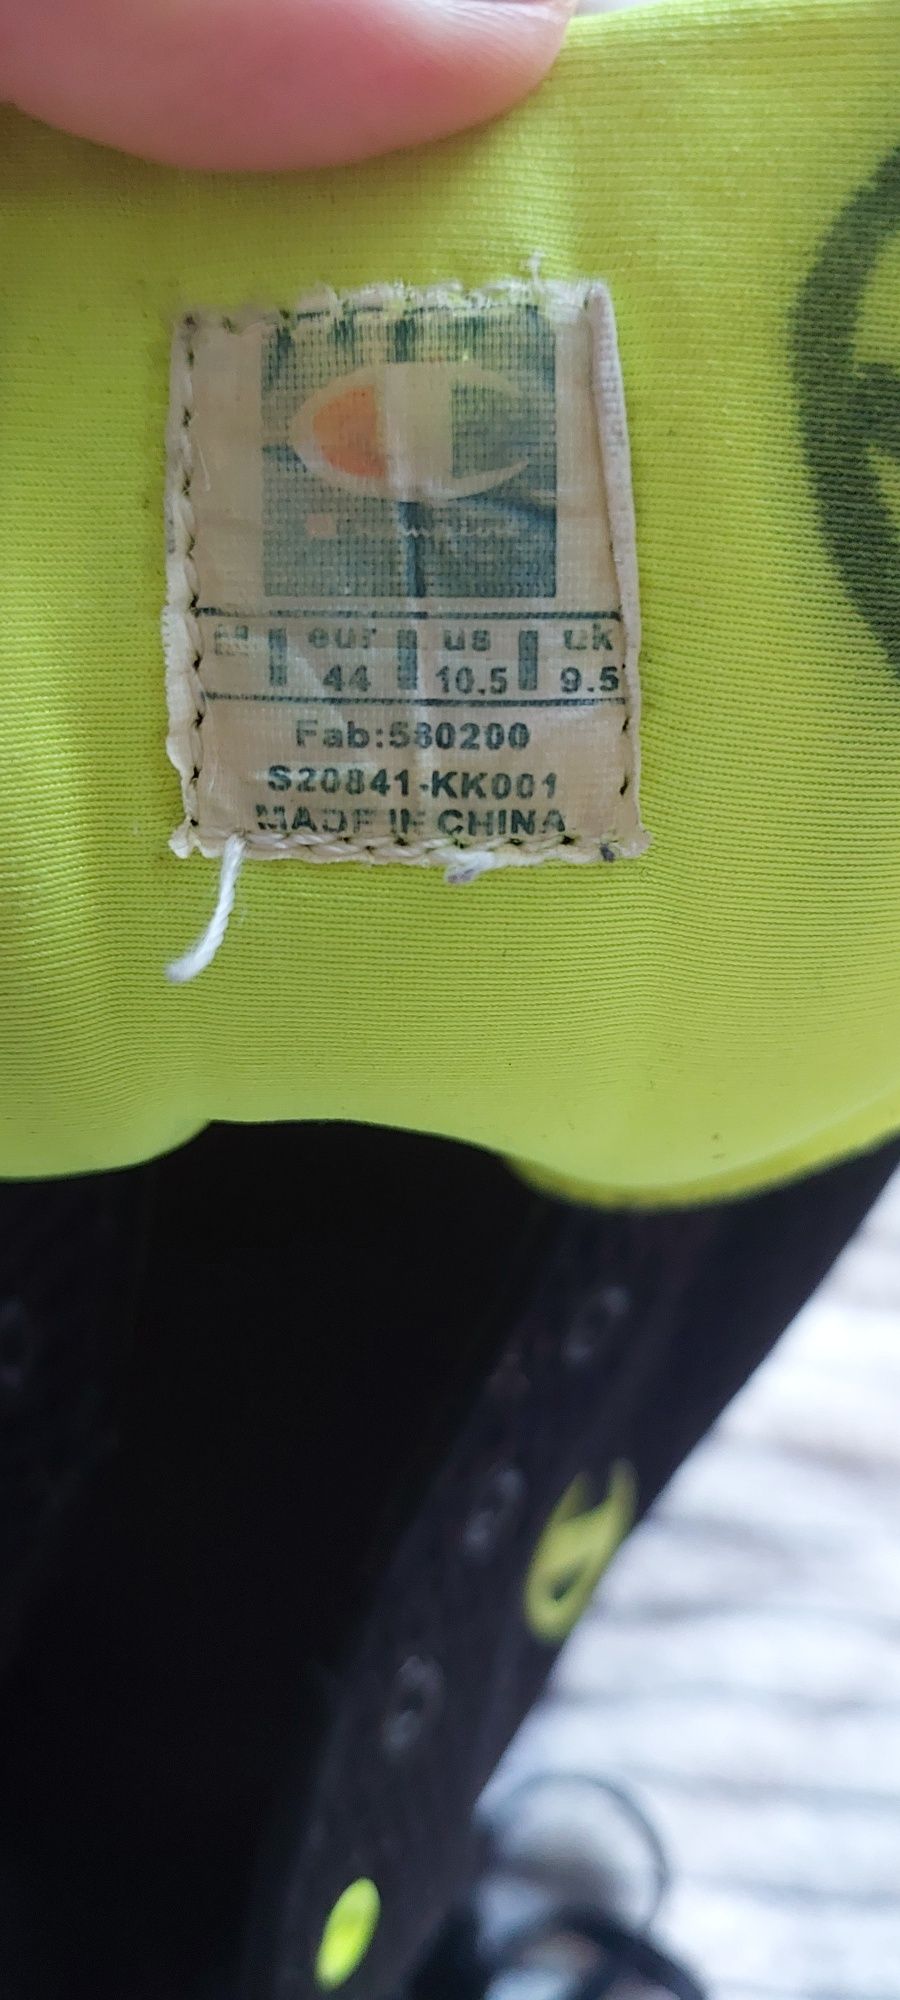 M eur us uk
44 10.5 9.5
Fab:580200
S20841-KK001
MADE IN CHINA